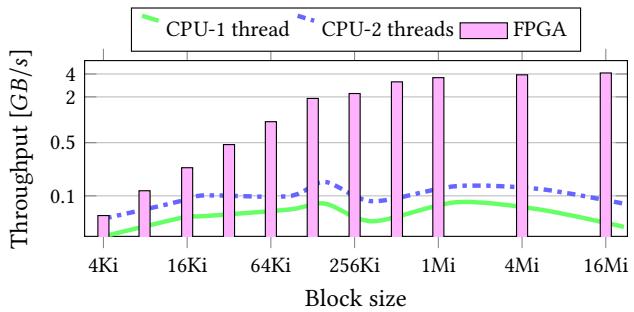 CPU-1 thread CPU-2 threads FPGA
Throughput [GB/s]
4
2
0.5
0.1
4Ki 16Ki 64Ki 256Ki 1Mi 4Mi 16Mi
Block size